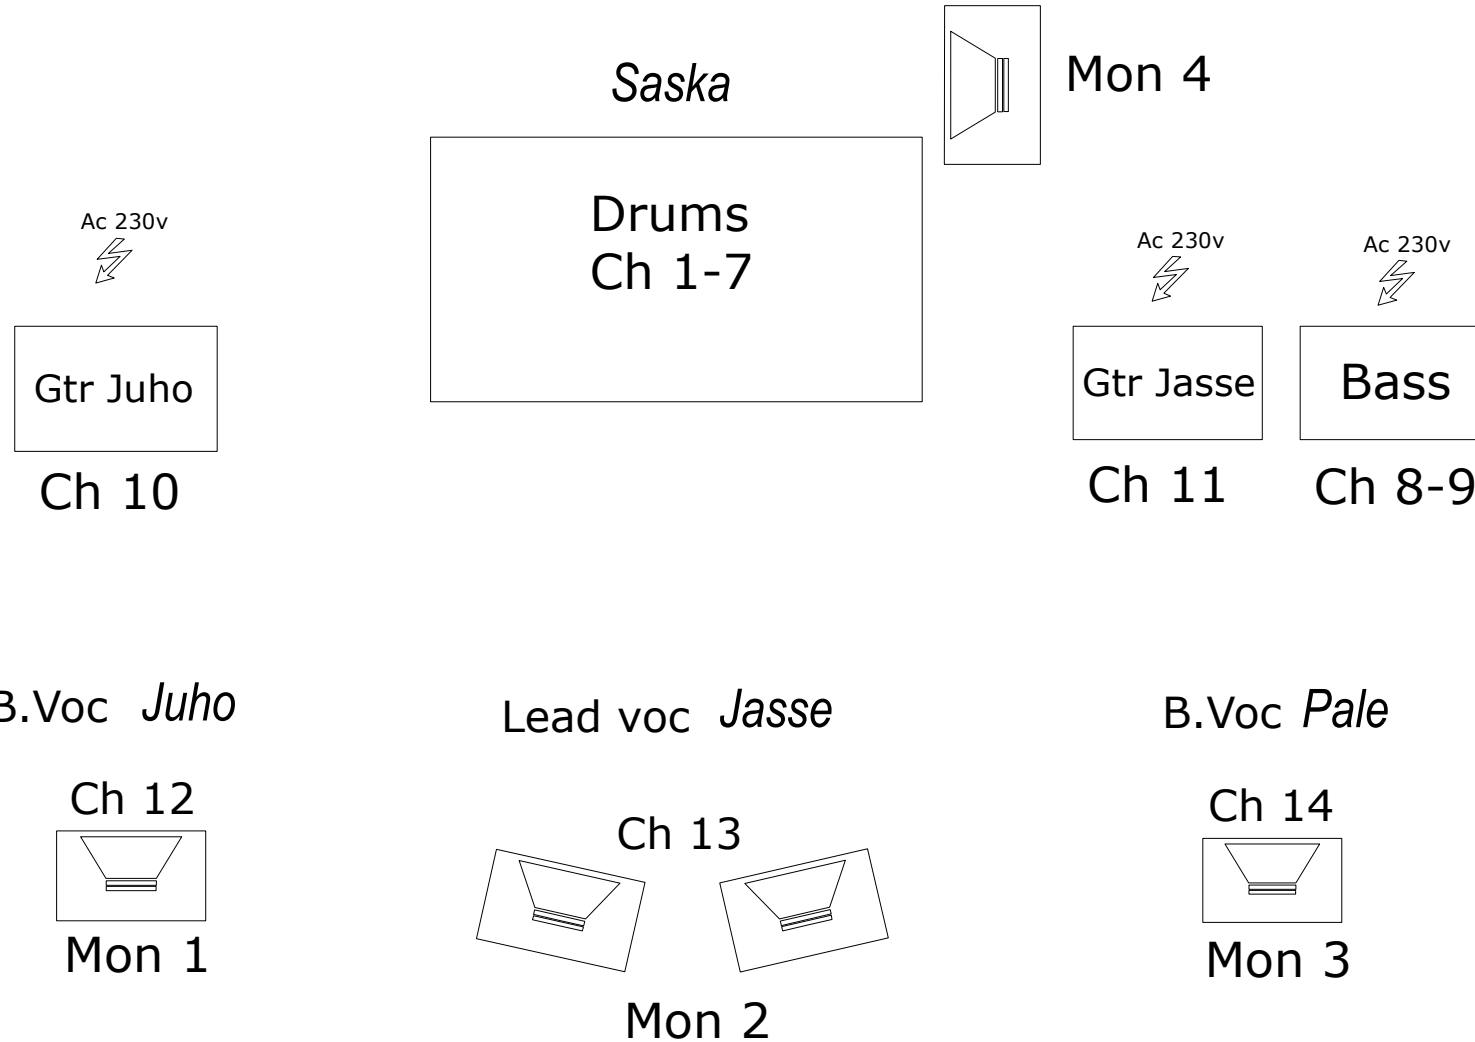 Saska
Mon 4
Drums
Ch 1-7
Ac 230v
Ac 230v
Ac 230v
Gtr Juho
Gtr Jasse
Bass
Ch 10
Ch 11
Ch 8-9
B.Voc Juho
Lead voc Jasse
B.Voc Pale
Ch 12
Ch 13
Ch 14
Mon 1
Mon 2
Mon 3